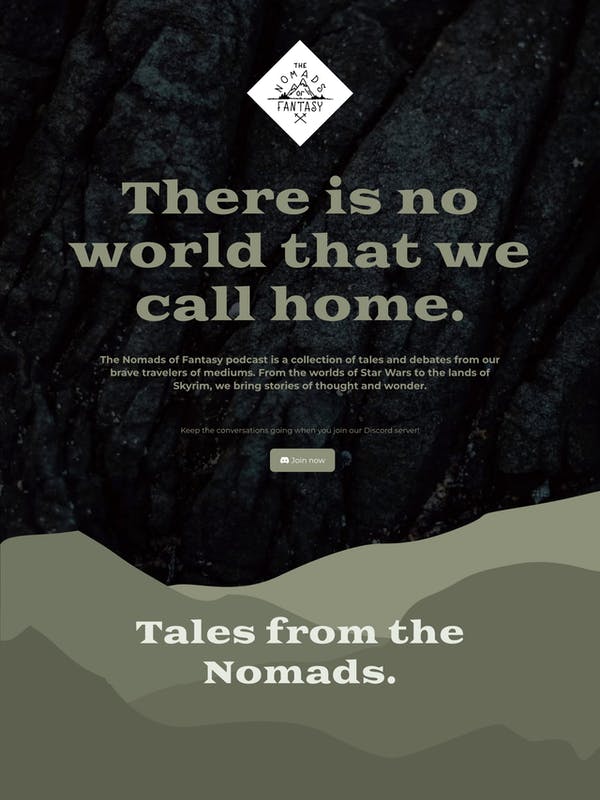 THE
NOMADS
OF
FANTASY
There is no
world that we
call home.
The Nomads of Fantasy podcast is a collection of tales and debates from our
brave travelers of mediums. From the worlds of Star Wars to the lands of
Skyrim, we bring stories of thought and wonder.
Keep the conversations going when you join our Discord server!
Join now
Tales from the
Nomads.